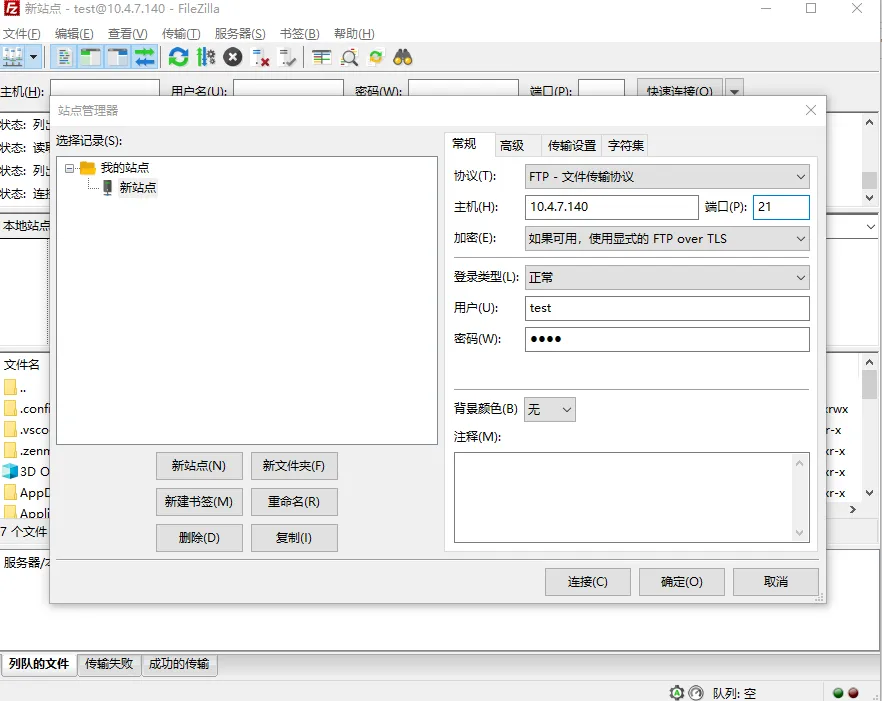 新站点 - test@10.4.7.140 - FileZilla
文件(F) 编辑(E) 查看(V) 传输(T) 服务器(S) 书签(B) 帮助(H)
主机(H): 用户名(U): 密码(W): 端口(P): 快速连接(Q)
站点管理器
状态: 列出
状态: 读取
状态: 列出
状态: 连接
本地站点
选择记录(S):
我的站点
新站点
新站点(N) 新文件夹(F)
新建书签(M) 重命名(R)
删除(D) 复制(I)
常规 高级 传输设置 字符集
协议(T): FTP - 文件传输协议
主机(H): 10.4.7.140 端口(P): 21
加密(E): 如果可用，使用显式的 FTP over TLS
登录类型(L): 正常
用户(U): test
密码(W): ●●●●
背景颜色(B) 无
注释(M):
连接(C) 确定(O) 取消
文件名
..
.confi
.vsco
.zenm
3D O
AppD
Appli
7 个文件
服务器/本
列队的文件 传输失败 成功的传输
队列: 空